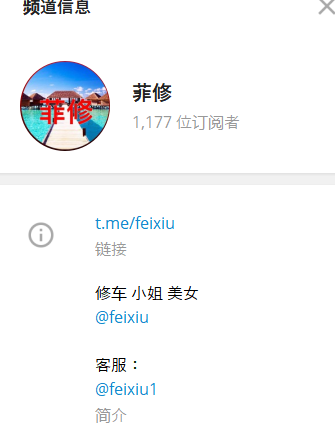 频道信息
菲修
菲修
1,177 位订阅者
t.me/feixiu
链接
修车 小姐 美女
@feixiu
客服：
@feixiu1
简介